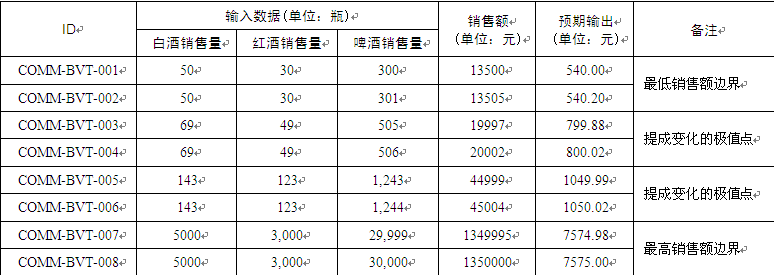 ID 输入数据(单位：瓶) 销售额 (单位：元) 预期输出 (单位：元) 备注
白酒销售量 红酒销售量 啤酒销售量
COMM-BVT-001 50 30 300 13500 540.00 最低销售额边界
COMM-BVT-002 50 30 301 13505 540.20
COMM-BVT-003 69 49 505 19997 799.88 提成变化的极值点
COMM-BVT-004 69 49 506 20002 800.02
COMM-BVT-005 143 123 1,243 44999 1049.99 提成变化的极值点
COMM-BVT-006 143 123 1,244 45004 1050.02
COMM-BVT-007 5000 3,000 29,999 1349995 7574.98 最高销售额边界
COMM-BVT-008 5000 3,000 30,000 1350000 7575.00